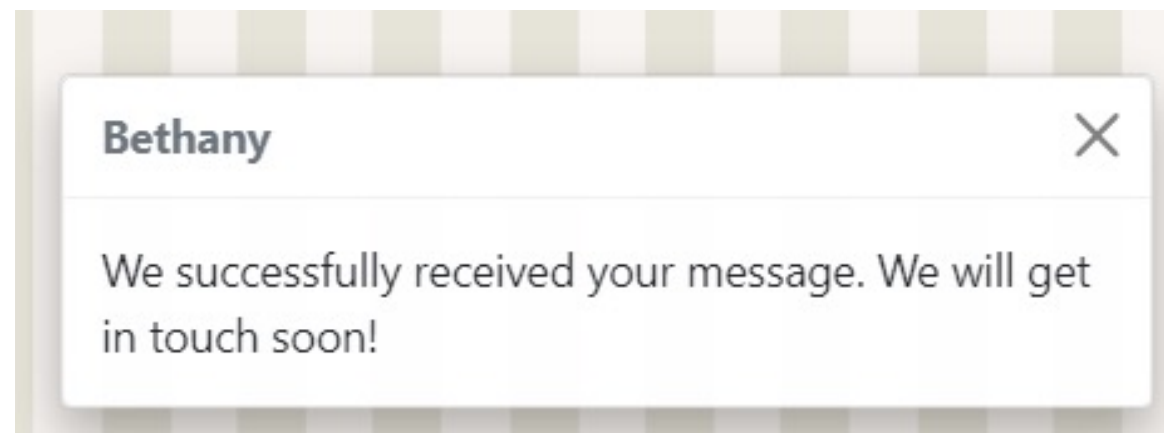 Bethany
We successfully received your message. We will get
in touch soon!